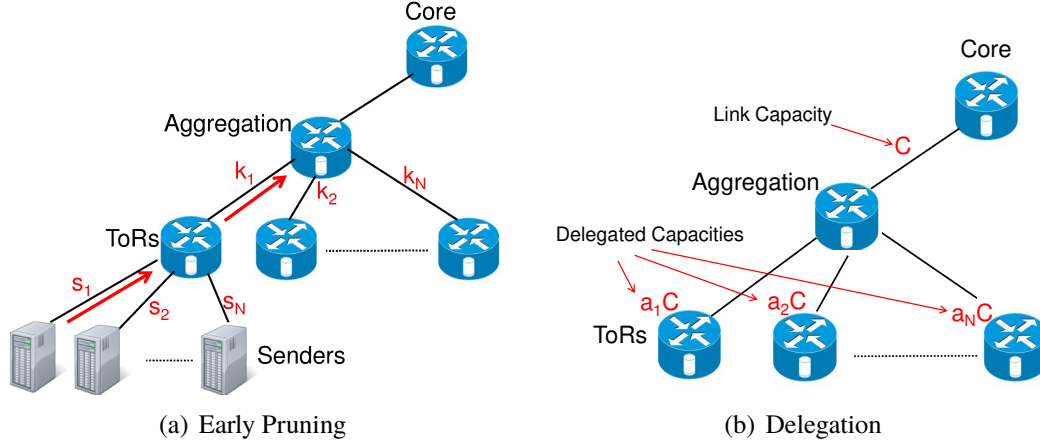 Core
Aggregation
k1
k2
kN
ToRs
s1
s2
sN
Senders
(a) Early Pruning
Core
Link Capacity
C
Aggregation
Delegated Capacities
a1C
a2C
aNC
ToRs
(b) Delegation